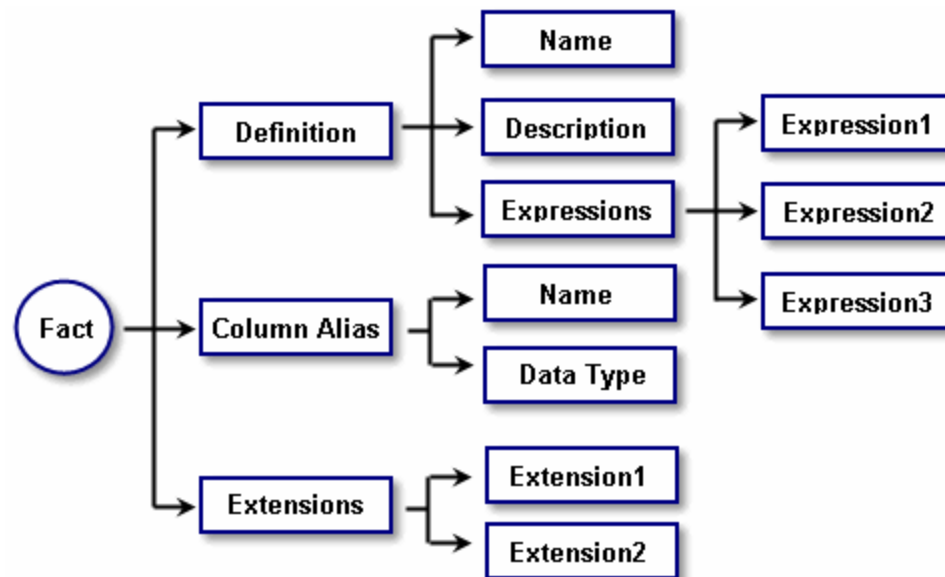 Name
Definition
Description
Expression1
Expressions
Expression2
Name
Expression3
Fact
Column Alias
Data Type
Extension1
Extensions
Extension2